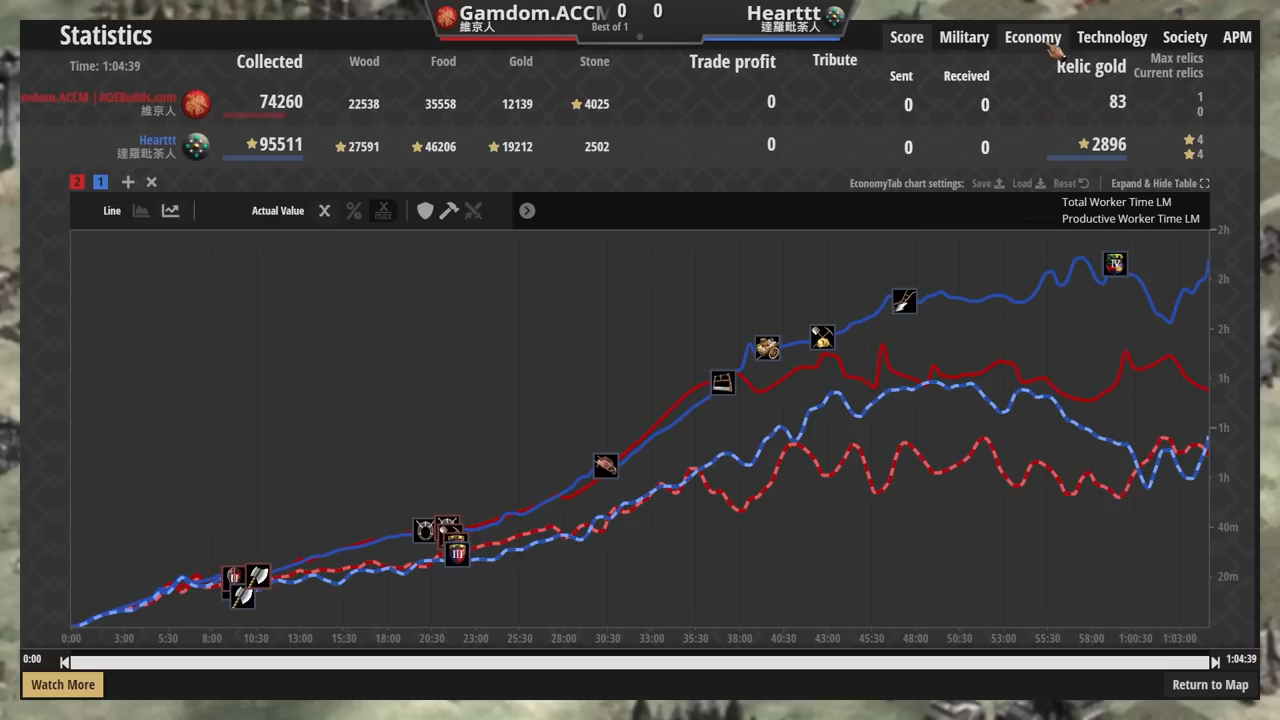 Gamdom.ACCM 0 0 Hearttt
維京人 Best of 1 達羅毗荼人
Statistics
Score Military Economy Technology Society APM
Time: 1:04:39
Collected Wood Food Gold Stone Trade profit Tribute Sent Received Relic gold Max relics
Current relics
mdom.ACCM | AOEBuilds.com
維京人
74260 22538 35558 12139 4025 0 0 0 83 1
0
Hearttt
達羅毗荼人
95511 27591 46206 19212 2502 0 0 0 2896 4
4
2 1 EconomyTab chart settings: Save Load Reset Expand & Hide Table
Line Actual Value X % X max
Total Worker Time LM
Productive Worker Time LM
2h
2h
2h
1h
1h
1h
40m
20m
IV
III
0:00 3:00 5:30 8:00 10:30 13:00 15:30 18:00 20:30 23:00 25:30 28:00 30:30 33:00 35:30 38:00 40:30 43:00 45:30 48:00 50:30 53:00 55:30 58:00 1:00:30 1:03:00
0:00 1:04:39
Watch More Return to Map